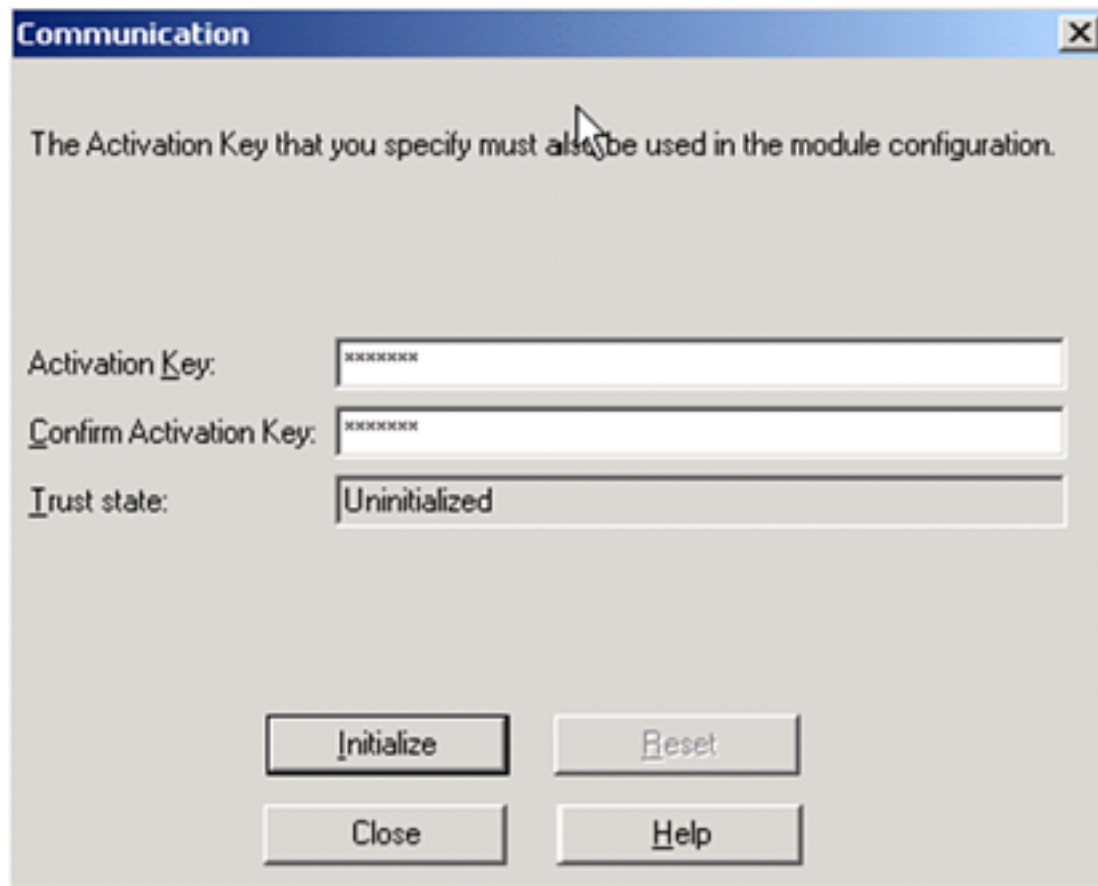 Communication
The Activation Key that you specify must also be used in the module configuration.
Activation Key: *******
Confirm Activation Key: *******
Trust state: Uninitialized
Initialize Reset
Close Help